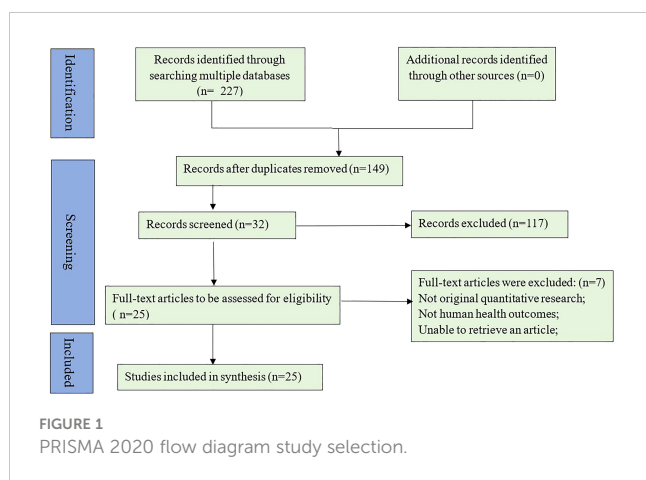 Identification
Records identified through
searching multiple databases
(n= 227)
Additional records identified
through other sources (n=0)
Records after duplicates removed (n=149)
Screening
Records screened (n=32)
Records excluded (n=117)
Full-text articles to be assessed for eligibility
( n=25)
Full-text articles were excluded: (n=7)
Not original quantitative research;
Not human health outcomes;
Unable to retrieve an article;
Included
Studies included in synthesis (n=25)
FIGURE 1
PRISMA 2020 flow diagram study selection.